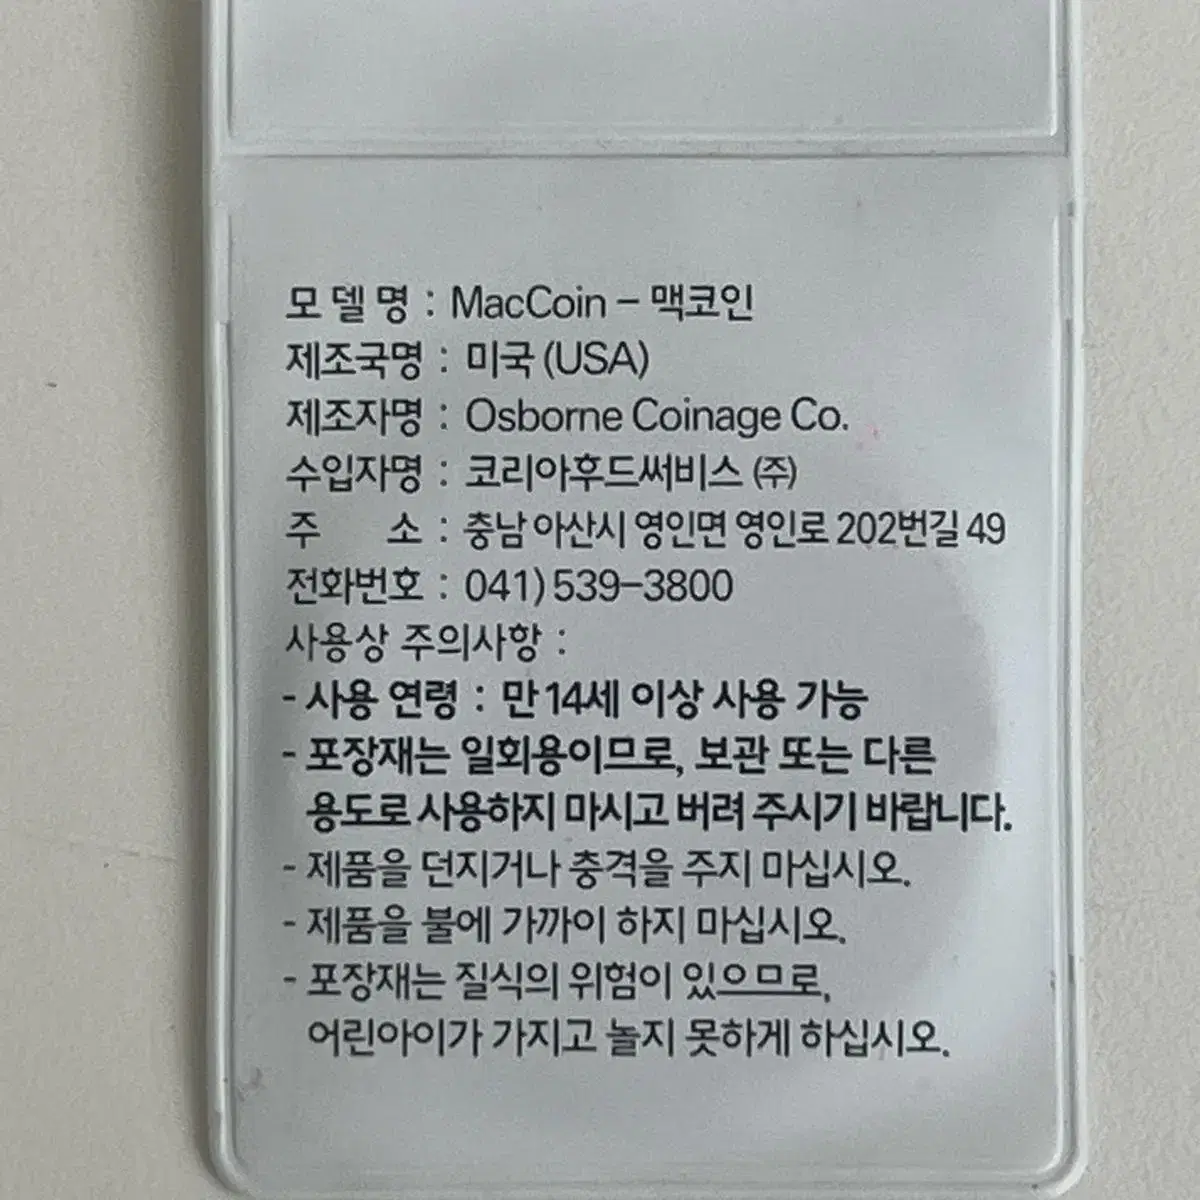 모 델 명 : MacCoin – 맥코인
제조국명 : 미국 (USA)
제조자명 : Osborne Coinage Co.
수입자명 : 코리아후드써비스 ㈜
주 소 : 충남 아산시 영인면 영인로 202번길 49
전화번호 : 041) 539–3800
사용상 주의사항 :
- 사용 연령 : 만 14세 이상 사용 가능
- 포장재는 일회용이므로, 보관 또는 다른
용도로 사용하지 마시고 버려 주시기 바랍니다.
- 제품을 던지거나 충격을 주지 마십시오.
- 제품을 불에 가까이 하지 마십시오.
- 포장재는 질식의 위험이 있으므로,
어린아이가 가지고 놀지 못하게 하십시오.